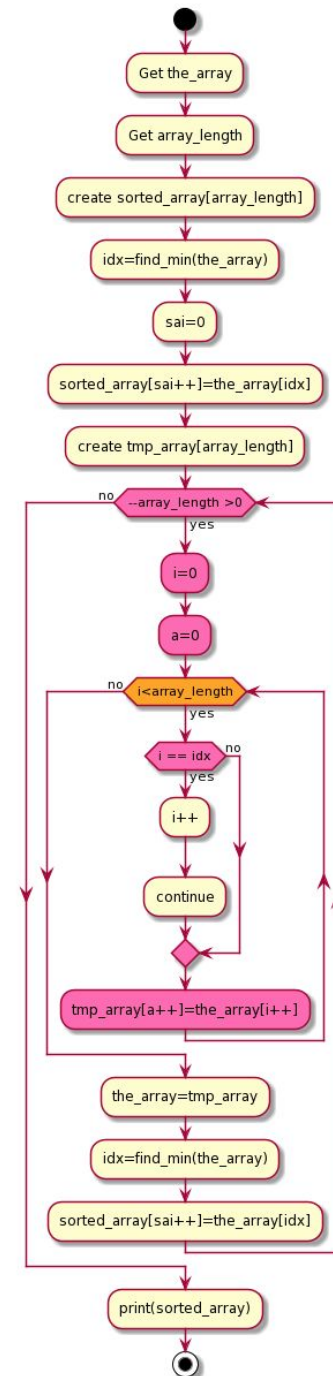 Get the_array
Get array_length
create sorted_array[array_length]
idx=find_min(the_array)
sai=0
sorted_array[sai++]=the_array[idx]
create tmp_array[array_length]
no
--array_length >0
yes
i=0
a=0
no
i<array_length
yes
i == idx
no
yes
i++
continue
tmp_array[a++]=the_array[i++]
the_array=tmp_array
idx=find_min(the_array)
sorted_array[sai++]=the_array[idx]
print(sorted_array)